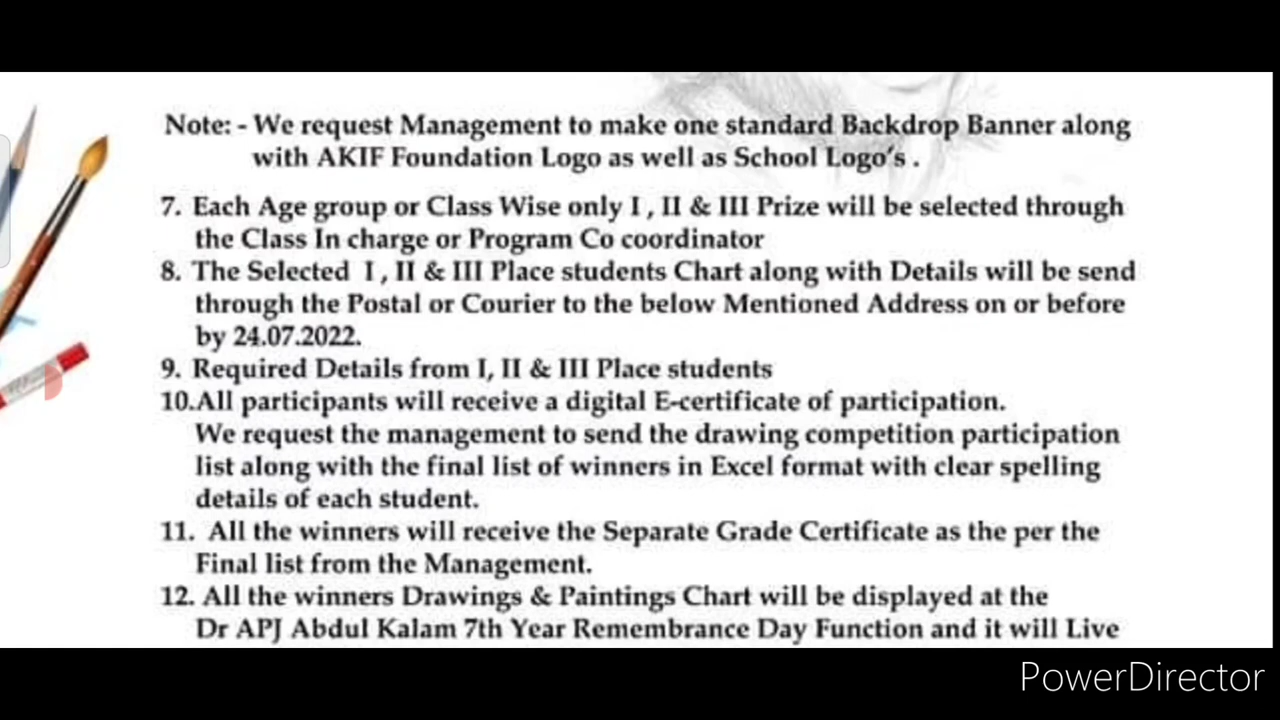 Note: - We request Management to make one standard Backdrop Banner along
with AKIF Foundation Logo as well as School Logo's .
7. Each Age group or Class Wise only I , II & III Prize will be selected through
the Class In charge or Program Co coordinator
8. The Selected I , II & III Place students Chart along with Details will be send
through the Postal or Courier to the below Mentioned Address on or before
by 24.07.2022.
9. Required Details from I, II & III Place students
10.All participants will receive a digital E-certificate of participation.
We request the management to send the drawing competition participation
list along with the final list of winners in Excel format with clear spelling
details of each student.
11. All the winners will receive the Separate Grade Certificate as the per the
Final list from the Management.
12. All the winners Drawings & Paintings Chart will be displayed at the
Dr APJ Abdul Kalam 7th Year Remembrance Day Function and it will Live
PowerDirector